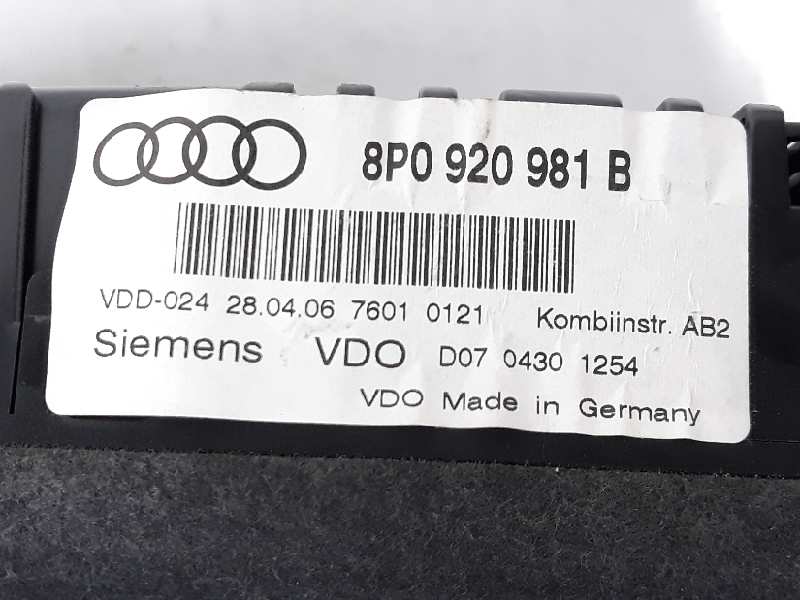 8P0 920 981 B
VDD-024 28.04.06 7601 0121 Kombiinstr. AB2
Siemens VDO D07 0430 1254
VDO Made in Germany